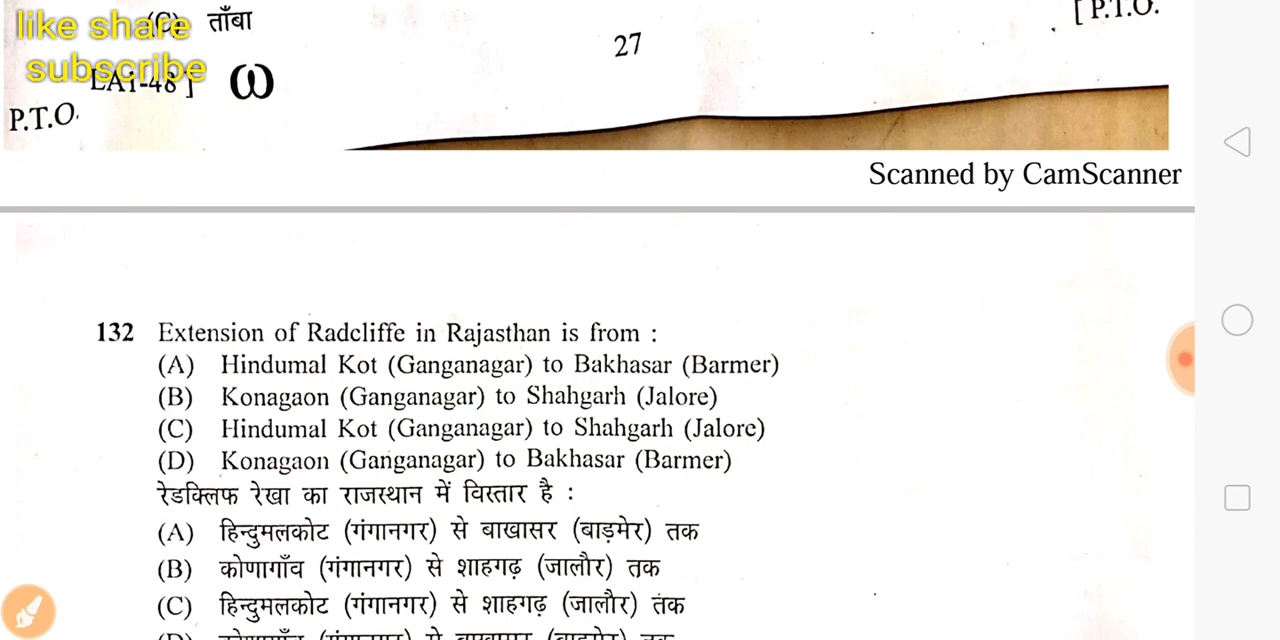 like share
(C) ताँबा
[ P.T.O.
27
subscribe
LA1-48 ] ω
P.T.O.
Scanned by CamScanner
132 Extension of Radcliffe in Rajasthan is from :
(A) Hindumal Kot (Ganganagar) to Bakhasar (Barmer)
(B) Konagaon (Ganganagar) to Shahgarh (Jalore)
(C) Hindumal Kot (Ganganagar) to Shahgarh (Jalore)
(D) Konagaon (Ganganagar) to Bakhasar (Barmer)
रेडक्लिफ रेखा का राजस्थान में विस्तार है :
(A) हिन्दुमलकोट (गंगानगर) से बाखासर (बाड़मेर) तक
(B) कोणागाँव (गंगानगर) से शाहगढ़ (जालौर) तक
(C) हिन्दुमलकोट (गंगानगर) से शाहगढ़ (जालौर) तक